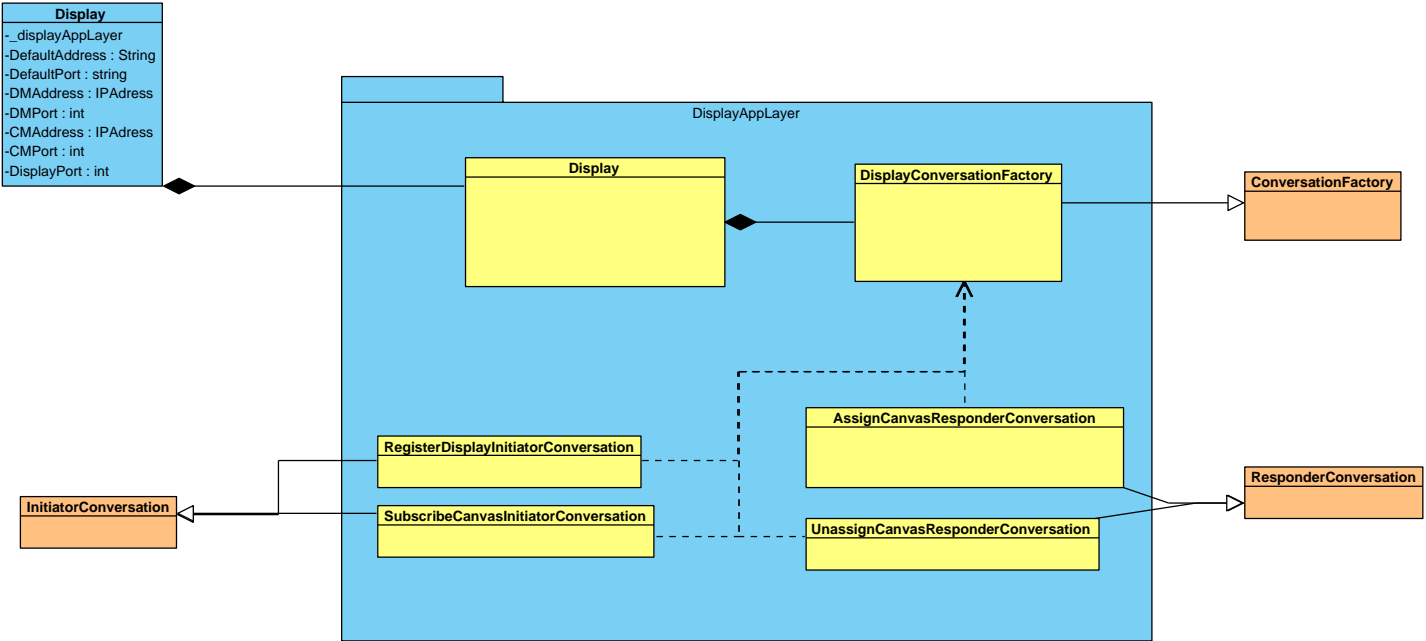 Display
-_displayAppLayer
-DefaultAddress : String
-DefaultPort : string
-DMAddress : IPAdress
-DMPort : int
-CMAddress : IPAdress
-CMPort : int
-DisplayPort : int
DisplayAppLayer
Display
DisplayConversationFactory
ConversationFactory
RegisterDisplayInitiatorConversation
AssignCanvasResponderConversation
InitiatorConversation
SubscribeCanvasInitiatorConversation
UnassignCanvasResponderConversation
ResponderConversation